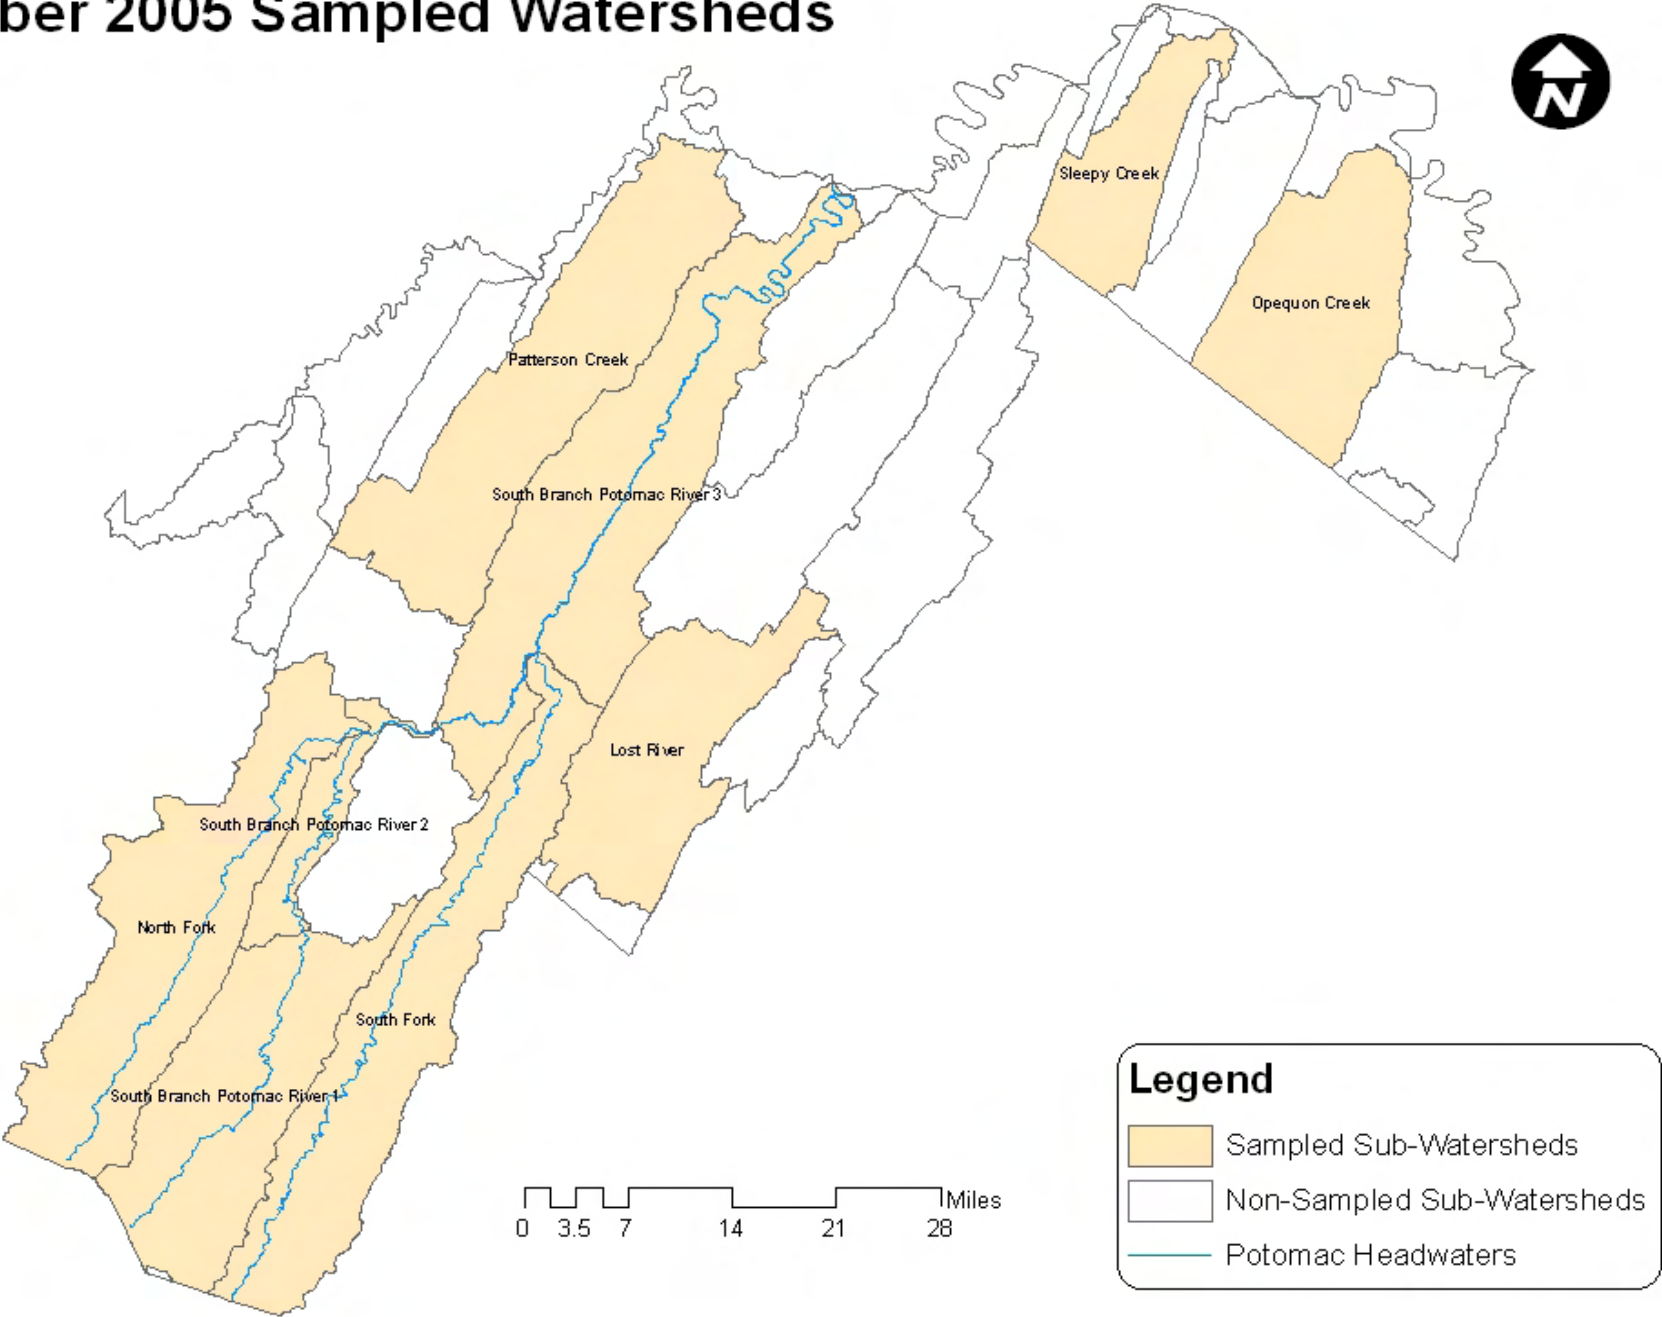 ber 2005 Sampled Watersheds
N
Sleepy Creek
Opequon Creek
Patterson Creek
South Branch Potomac River 3
Lost River
South Branch Potomac River 2
North Fork
South Fork
South Branch Potomac River 1
Miles
0 3.5 7 14 21 28
Legend
Sampled Sub-Watersheds
Non-Sampled Sub-Watersheds
Potomac Headwaters